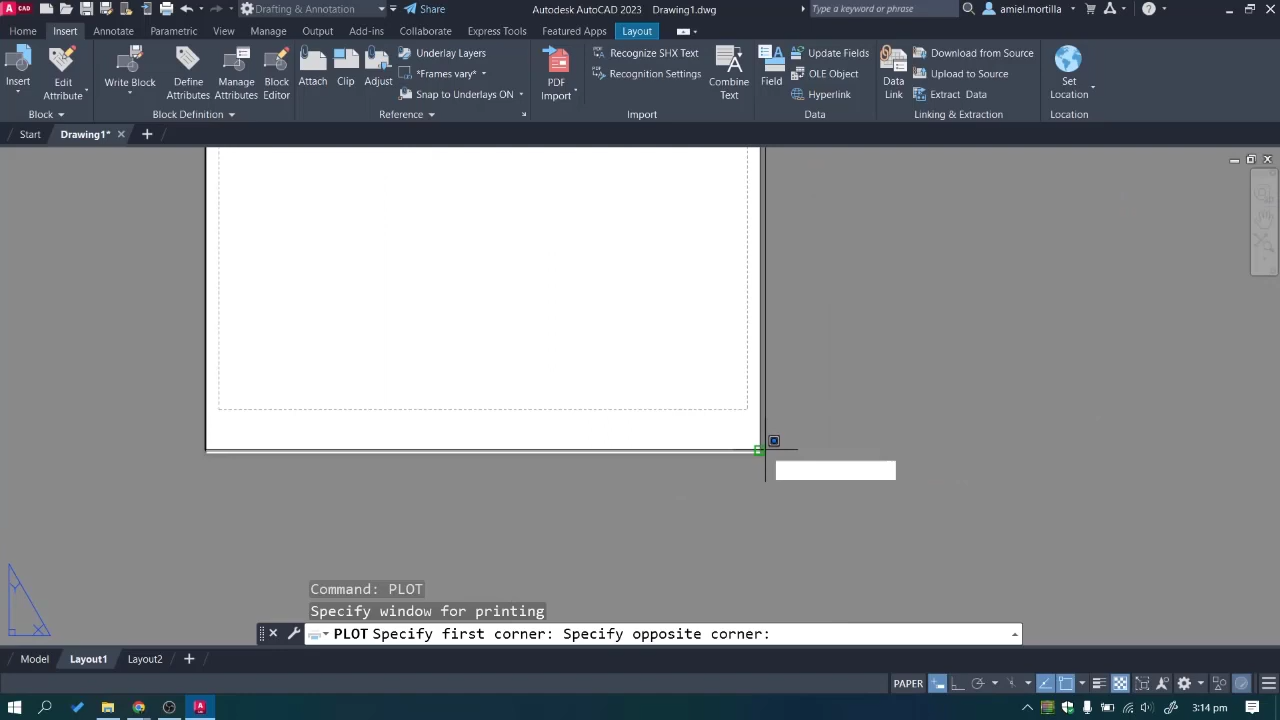 CAD
Drafting & Annotation
Share
Autodesk AutoCAD 2023 Drawing1.dwg
Type a keyword or phrase
amiel.mortilla
Home Insert Annotate Parametric View Manage Output Add-ins Collaborate Express Tools Featured Apps Layout
Insert
Edit
Attribute
Block
Write Block
Define
Attributes
Manage
Attributes
Block
Editor
Block Definition
Attach
Clip
Adjust
Underlay Layers
*Frames vary*
Snap to Underlays ON
Reference
PDF
Import
Recognize SHX Text
Recognition Settings
Combine
Text
Import
Field
Update Fields
OLE Object
Hyperlink
Data
Data
Link
Download from Source
Upload to Source
Extract Data
Linking & Extraction
Set
Location
Location
Start Drawing1*
Y
X
Command: PLOT
Specify window for printing
PLOT Specify first corner: Specify opposite corner:
Model Layout1 Layout2
PAPER
3:14 pm